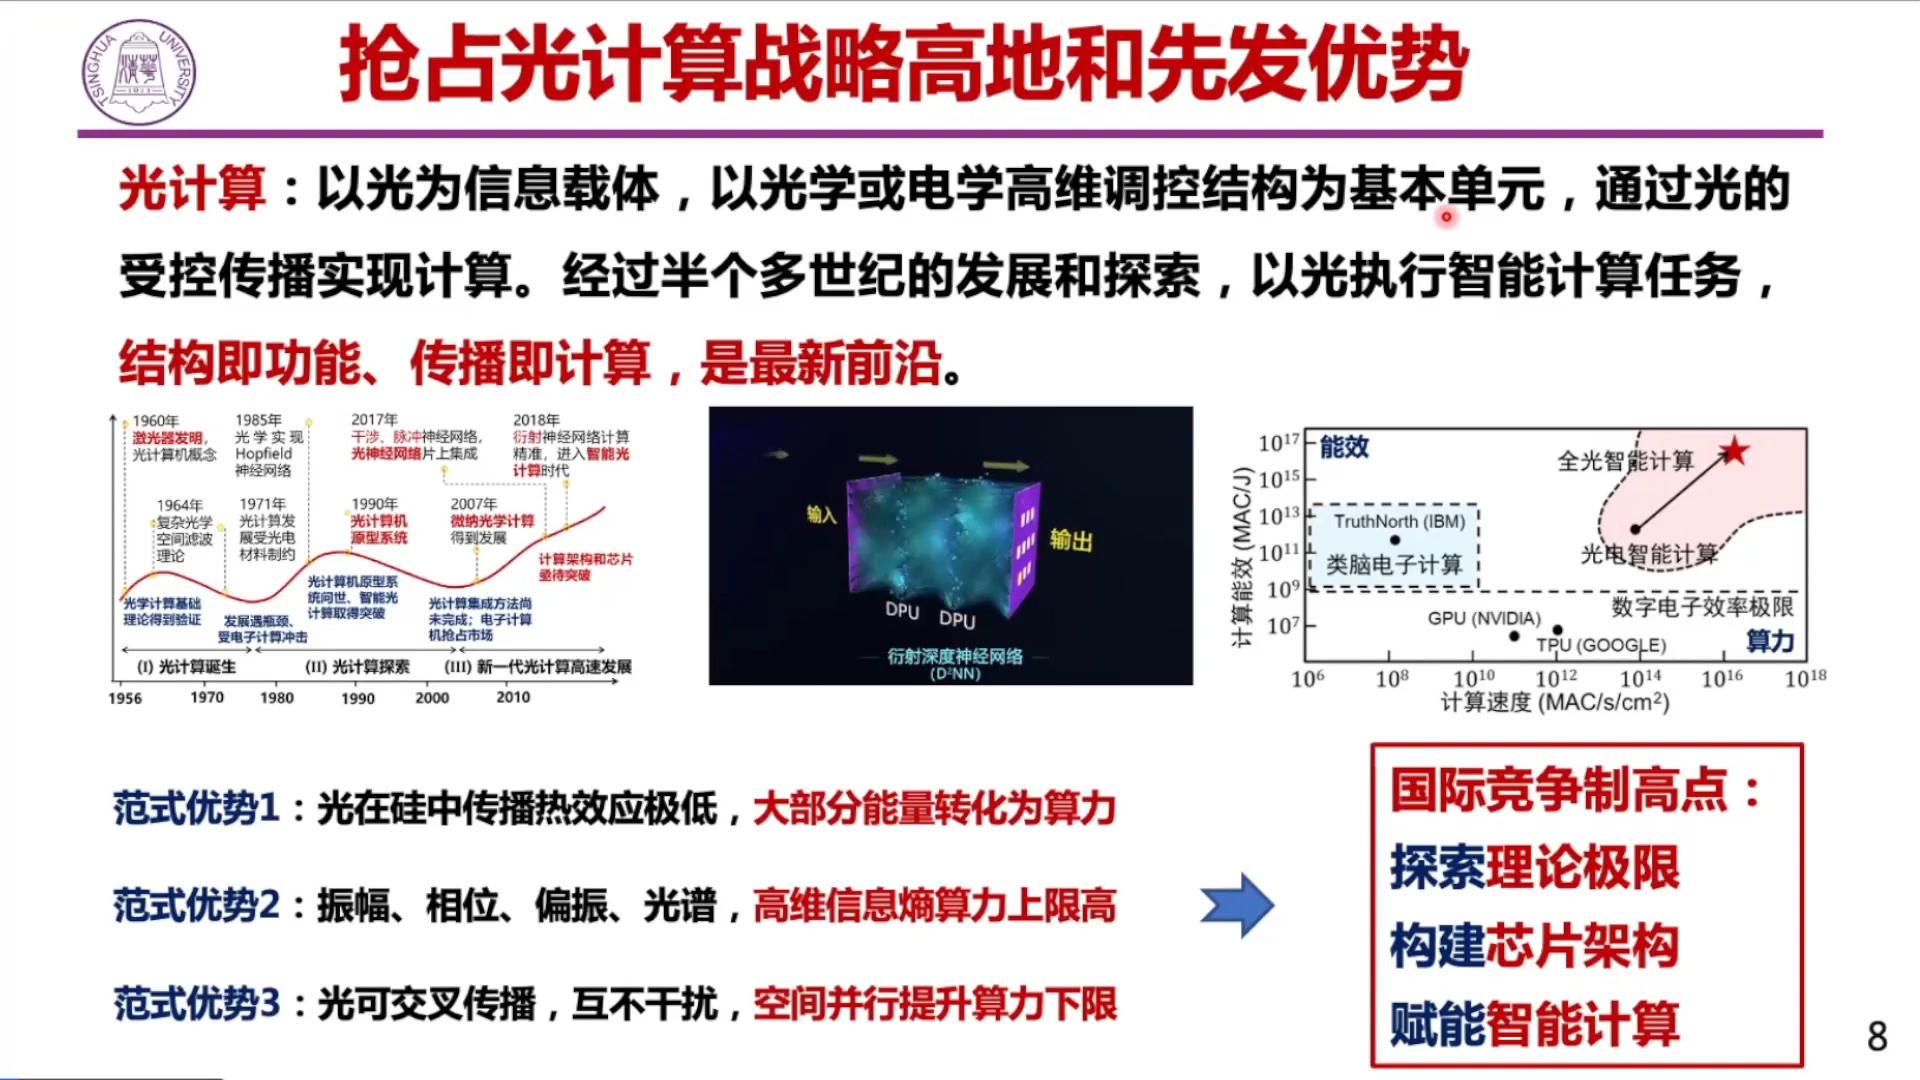 TSINGHUA UNIVERSITY
抢占光计算战略高地和先发优势
光计算：以光为信息载体，以光学或电学高维调控结构为基本单元，通过光的
受控传播实现计算。经过半个多世纪的发展和探索，以光执行智能计算任务，
结构即功能、传播即计算，是最新前沿。
1960年
激光器发明，
光计算机概念
1985年
光学实现
Hopfield
神经网络
2017年
干涉、脉冲神经网络，
光神经网络片上集成
2018年
衍射神经网络计算
精准，进入智能光
计算时代
1964年
复杂光学
空间滤波
理论
1971年
光计算发
展受光电
材料制约
1990年
光计算机
原型系统
2007年
微纳光学计算
得到发展
计算架构和芯片
亟待突破
光学计算基础
理论得到验证
发展遇瓶颈、
受电子计算冲击
光计算机原型系
统问世、智能光
计算取得突破
光计算集成方法尚
未完成；电子计算
机抢占市场
(I) 光计算诞生
(II) 光计算探索
(III) 新一代光计算高速发展
1956 1970 1980 1990 2000 2010
输入
输出
DPU DPU
衍射深度神经网络
(D²NN)
能效
全光智能计算
TruthNorth (IBM)
类脑电子计算
光电智能计算
数字电子效率极限
GPU (NVIDIA)
TPU (GOOGLE)
算力
计算能效 (MAC/J)
10¹⁷
10¹⁵
10¹³
10¹¹
10⁹
10⁷
10⁶ 10⁸ 10¹⁰ 10¹² 10¹⁴ 10¹⁶ 10¹⁸
计算速度 (MAC/s/cm²)
范式优势1：光在硅中传播热效应极低，大部分能量转化为算力
范式优势2：振幅、相位、偏振、光谱，高维信息熵算力上限高
范式优势3：光可交叉传播，互不干扰，空间并行提升算力下限
国际竞争制高点：
探索理论极限
构建芯片架构
赋能智能计算
8